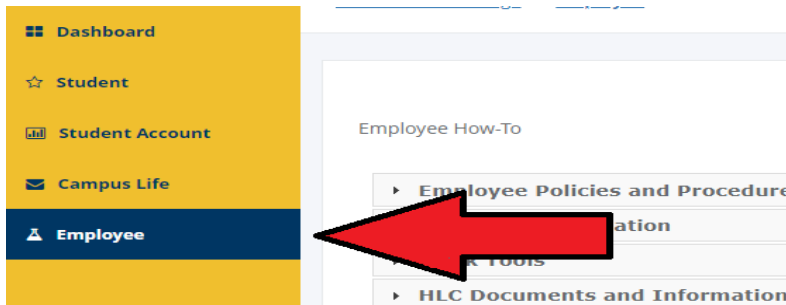 Dashboard
Student
Student Account
Campus Life
Employee
Employee How-To
Employee Policies and Procedure
ation
Tools
HLC Documents and Information